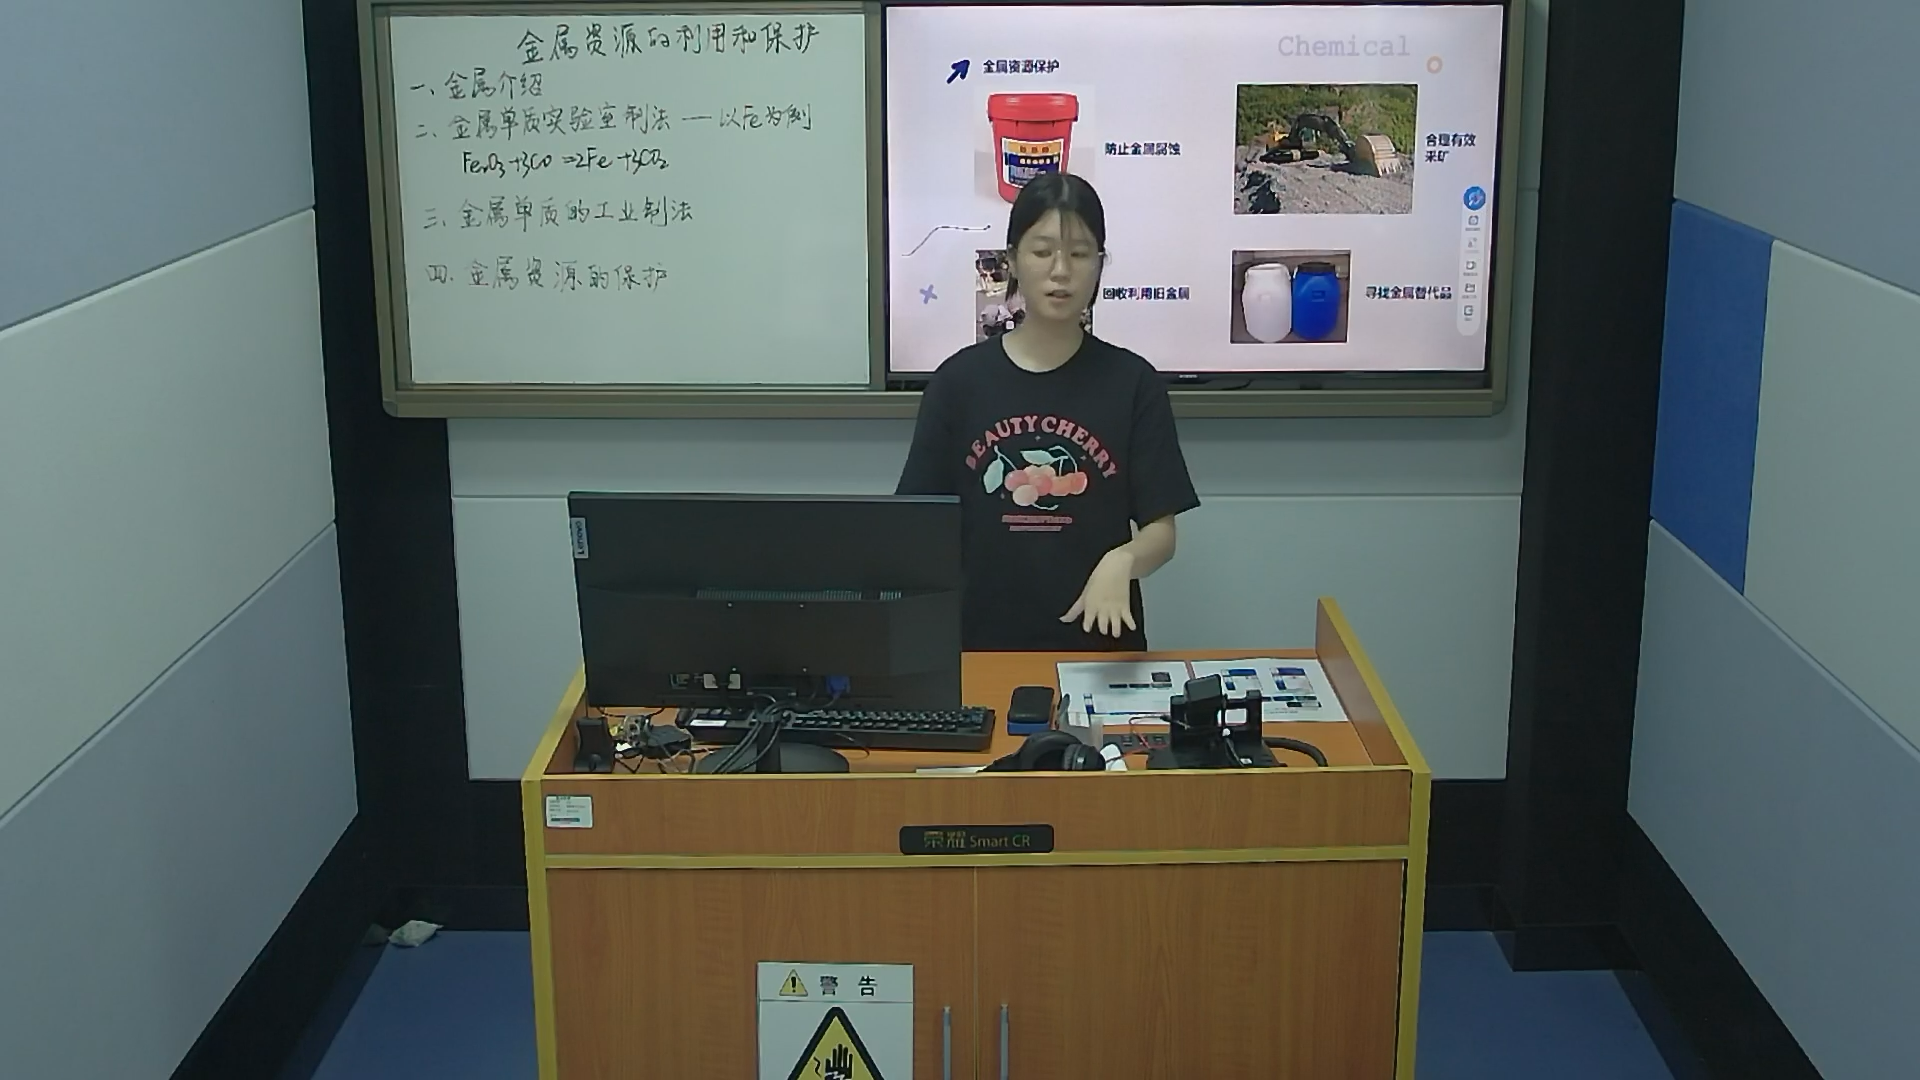 金属资源的利用和保护
一、金属介绍
二、金属单质实验室制法 — 以Fe为例
Fe₂O₃+3CO=2Fe+3CO₂
三、金属单质的工业制法
四、金属资源的保护
Chemical
金属资源保护
防止金属腐蚀
合理有效
采矿
回收利用旧金属
寻找金属替代品
BEAUTY CHERRY
Lenovo
荣耀 Smart CR
警 告